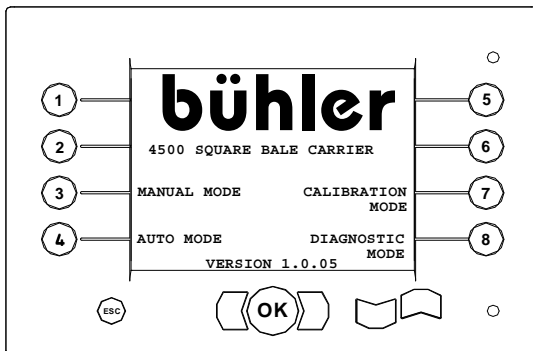 bühler
4500 SQUARE BALE CARRIER
1
2
3
4
5
6
7
8
MANUAL MODE
CALIBRATION
MODE
AUTO MODE
DIAGNOSTIC
MODE
VERSION 1.0.05
ESC
OK